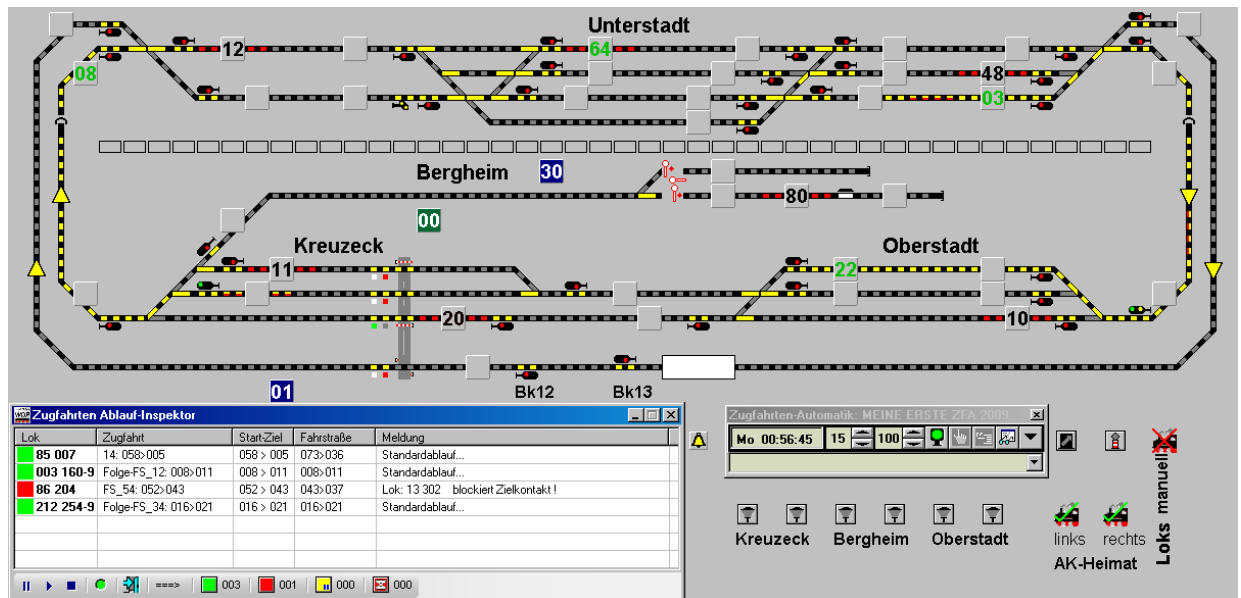 Unterstadt
12
64
08
48
03
Bergheim
30
80
00
Kreuzeck
Oberstadt
11
22
20
10
01
Bk12
Bk13
Zugfahrten Ablauf-Inspektor
Lok Zugfahrt Start-Ziel Fahrstraße Meldung
85 007 14: 058>005 058 > 005 073>036 Standardablauf...
003 160-9 Folge-FS_12: 008>011 008 > 011 008>011 Standardablauf...
86 204 FS_54: 052>043 052 > 043 043>037 Lok: 13 302 blockiert Zielkontakt !
212 254-9 Folge-FS_34: 016>021 016 > 021 016>021 Standardablauf...
===> 003 001 000 000
Zugfahrten-Automatik: MEINE ERSTE ZFA 2009
Mo 00:56:45 15 100
Kreuzeck Bergheim Oberstadt
links rechts
AK-Heimat
Loks manuell